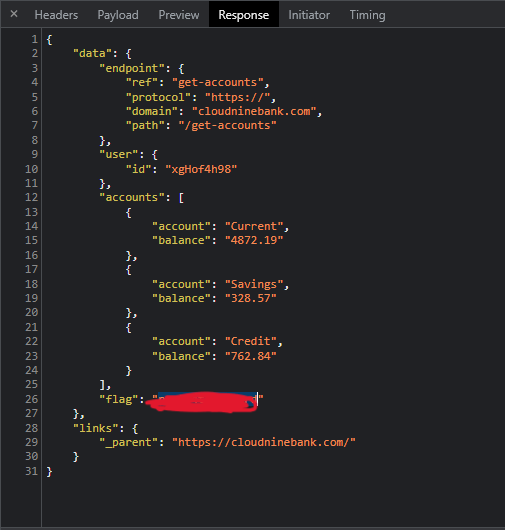 × Headers Payload Preview Response Initiator Timing
1 {
2 "data": {
3 "endpoint": {
4 "ref": "get-accounts",
5 "protocol": "https://",
6 "domain": "cloudninebank.com",
7 "path": "/get-accounts"
8 },
9 "user": {
10 "id": "xgHof4h98"
11 },
12 "accounts": [
13 {
14 "account": "Current",
15 "balance": "4872.19"
16 },
17 {
18 "account": "Savings",
19 "balance": "328.57"
20 },
21 {
22 "account": "Credit",
23 "balance": "762.84"
24 }
25 ],
26 "flag": "
27 },
28 "links": {
29 "_parent": "https://cloudninebank.com/"
30 }
31 }